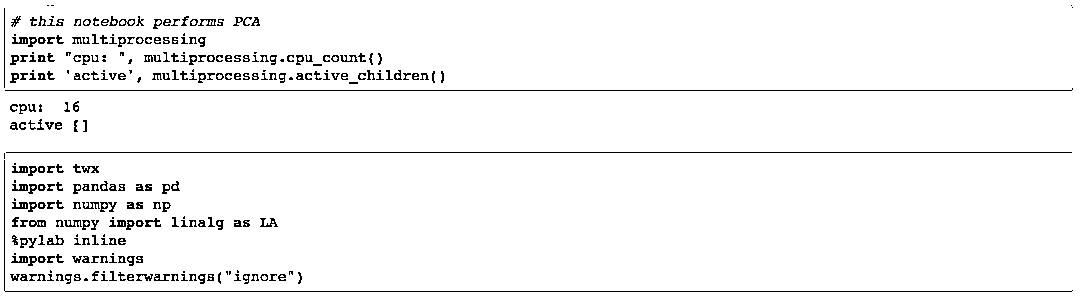 # this notebook performs PCA
import multiprocessing
print "cpu: ", multiprocessing.cpu_count()
print 'active', multiprocessing.active_children()
cpu:  16
active []
import twx
import pandas as pd
import numpy as np
from numpy import linalg as LA
%pylab inline
import warnings
warnings.filterwarnings("ignore")